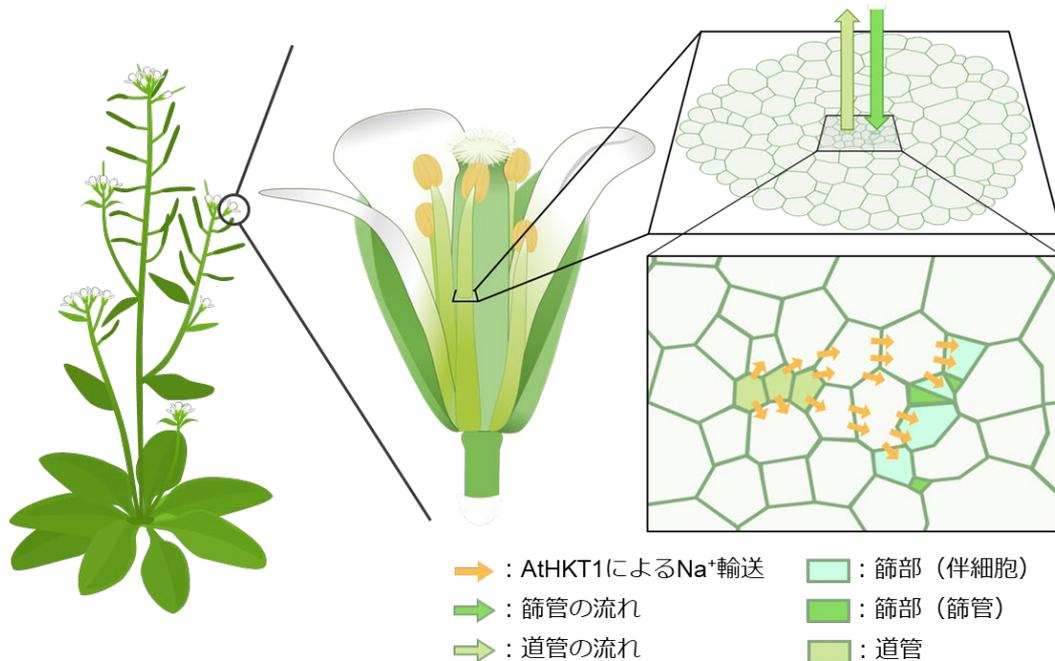 : AtHKT1によるNa⁺輸送
: 篩管の流れ
: 道管の流れ
: 篩部（伴細胞）
: 篩部（篩管）
: 道管